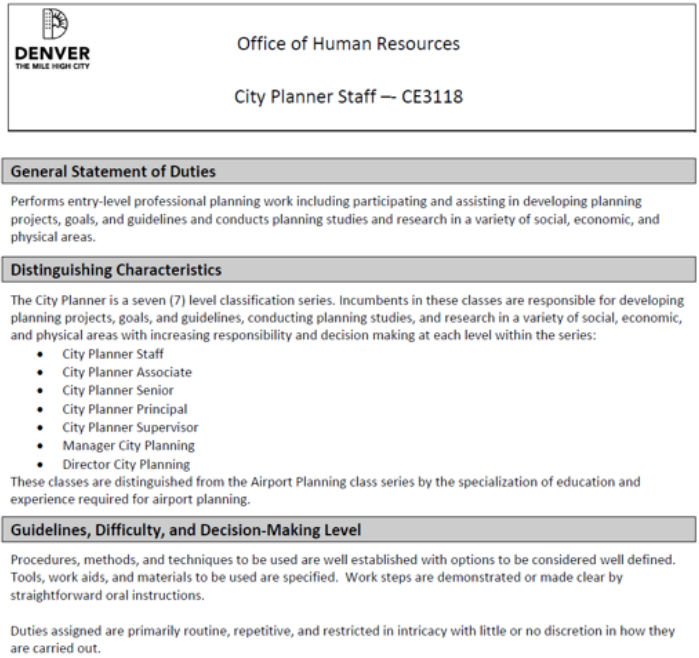 DENVER
THE MILE HIGH CITY
Office of Human Resources
City Planner Staff –- CE3118
General Statement of Duties
Performs entry-level professional planning work including participating and assisting in developing planning
projects, goals, and guidelines and conducts planning studies and research in a variety of social, economic, and
physical areas.
Distinguishing Characteristics
The City Planner is a seven (7) level classification series. Incumbents in these classes are responsible for developing
planning projects, goals, and guidelines, conducting planning studies, and research in a variety of social, economic,
and physical areas with increasing responsibility and decision making at each level within the series:
• City Planner Staff
• City Planner Associate
• City Planner Senior
• City Planner Principal
• City Planner Supervisor
• Manager City Planning
• Director City Planning
These classes are distinguished from the Airport Planning class series by the specialization of education and
experience required for airport planning.
Guidelines, Difficulty, and Decision-Making Level
Procedures, methods, and techniques to be used are well established with options to be considered well defined.
Tools, work aids, and materials to be used are specified.  Work steps are demonstrated or made clear by
straightforward oral instructions.
Duties assigned are primarily routine, repetitive, and restricted in intricacy with little or no discretion in how they
are carried out.